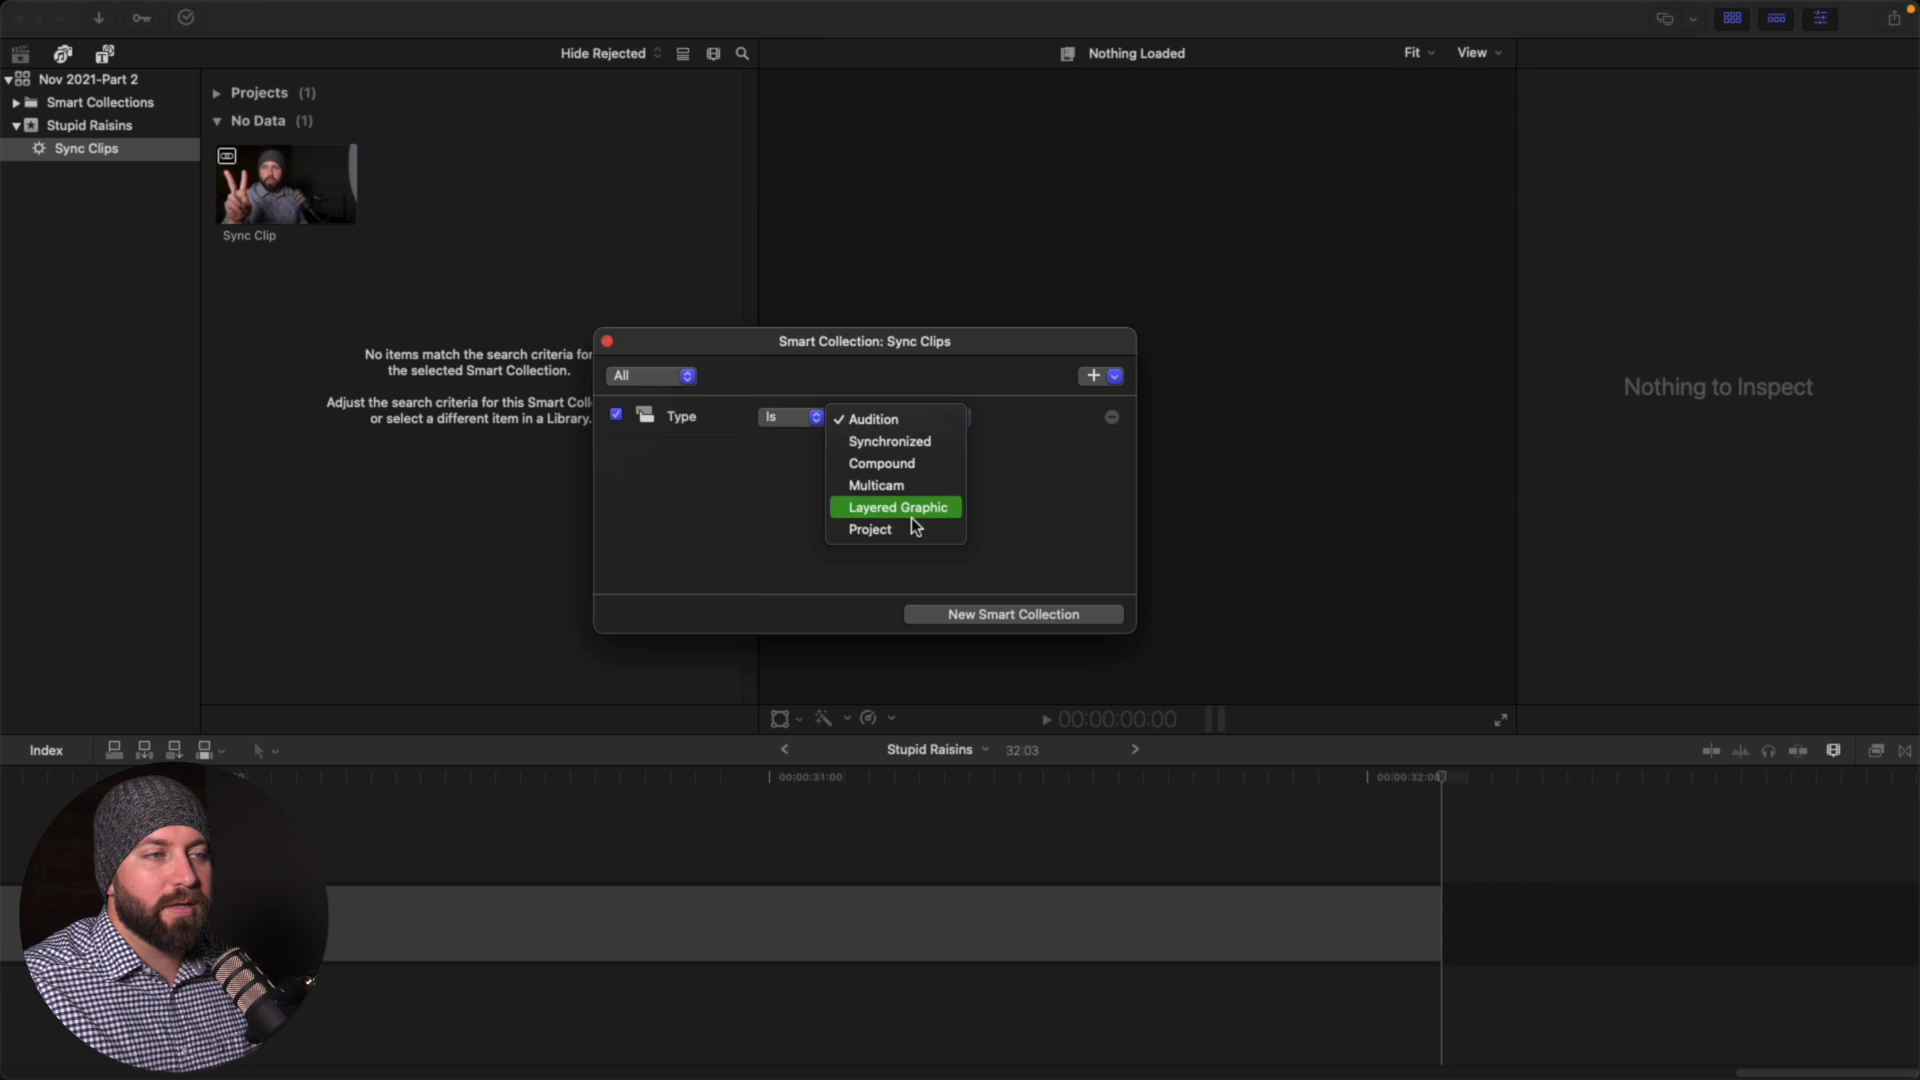 Hide Rejected
Nothing Loaded
Fit
View
Nov 2021-Part 2
Smart Collections
Stupid Raisins
Sync Clips
Projects (1)
No Data (1)
Sync Clip
No items match the search criteria for
the selected Smart Collection.
Adjust the search criteria for this Smart Coll
or select a different item in a Library.
Smart Collection: Sync Clips
All
Type
Is
Audition
Synchronized
Compound
Multicam
Layered Graphic
Project
New Smart Collection
Nothing to Inspect
00:00:00:00
Index
Stupid Raisins
32:03
00:00:31:00
00:00:32:00